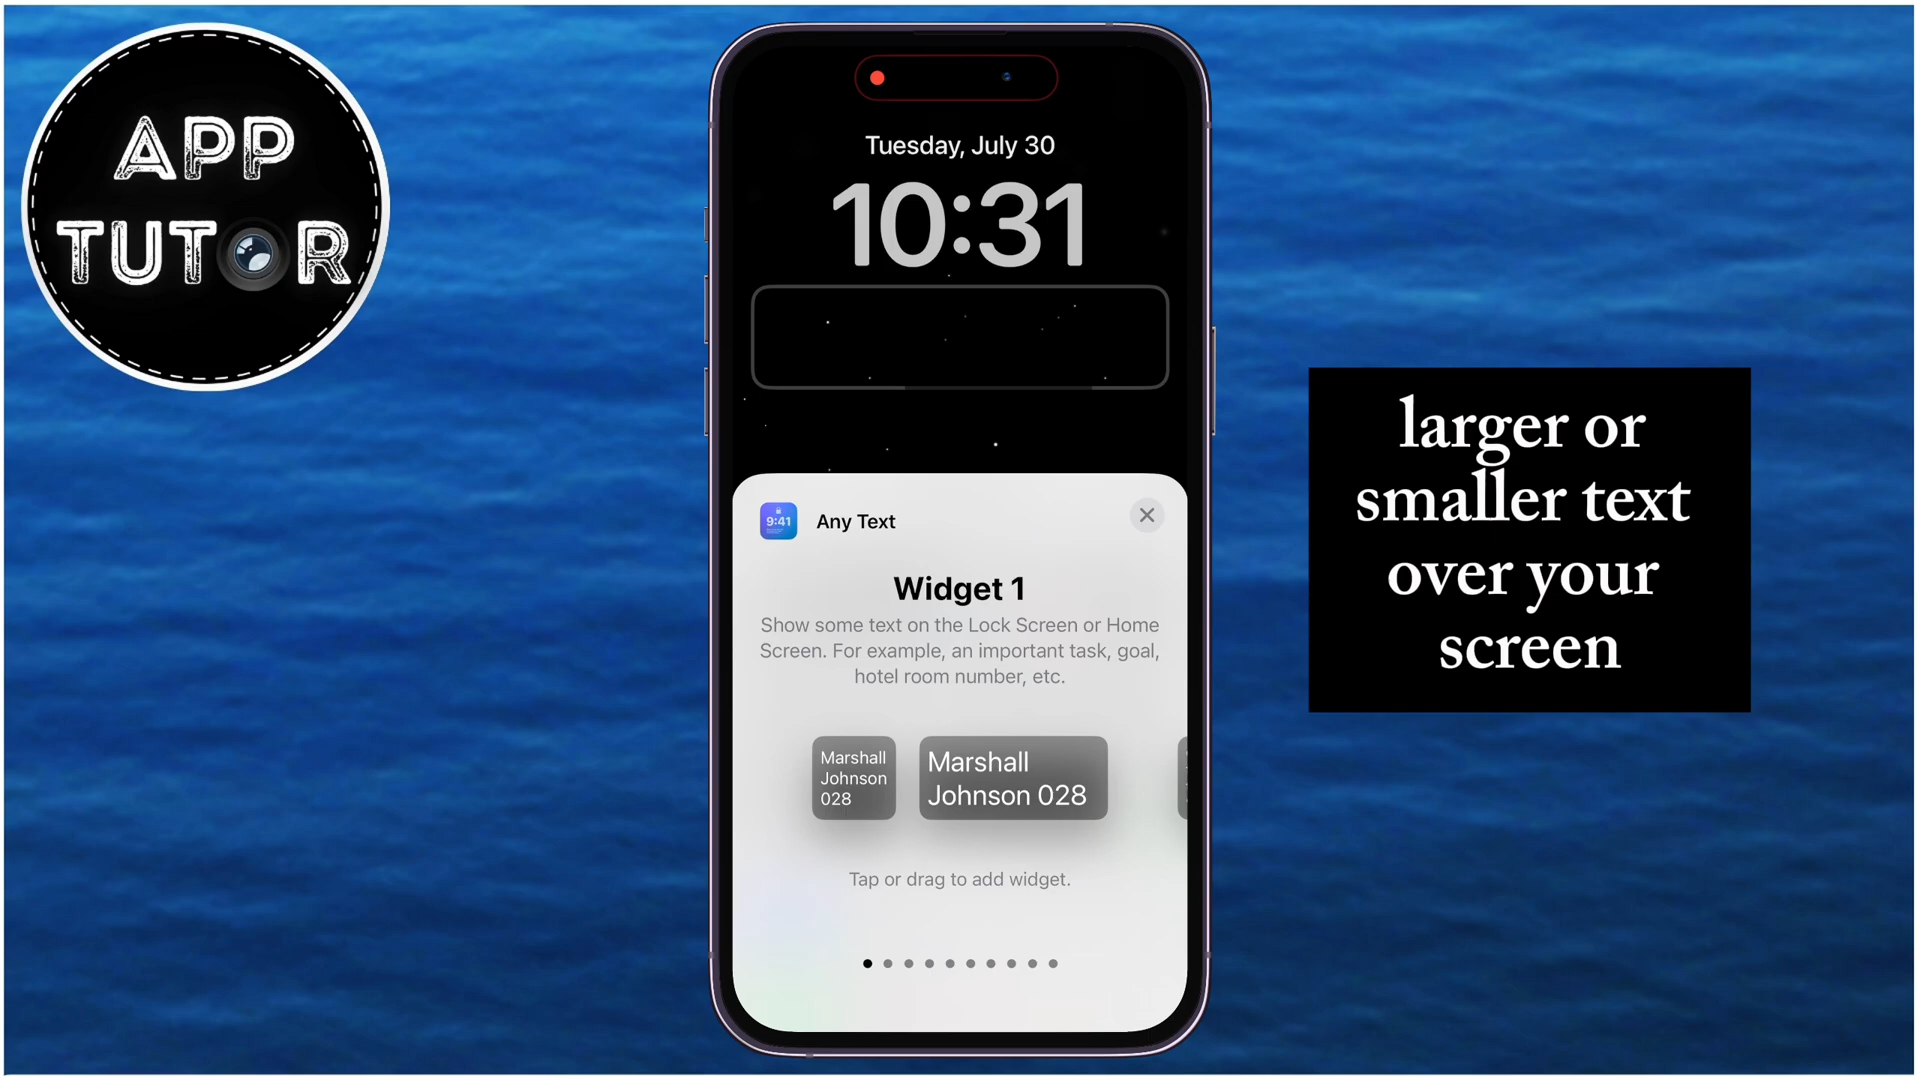 APP
TUTOR
Tuesday, July 30
10:31
9:41
Any Text
Widget 1
Show some text on the Lock Screen or Home
Screen. For example, an important task, goal,
hotel room number, etc.
Marshall
Johnson
028
Marshall
Johnson 028
Tap or drag to add widget.
larger or
smaller text
over your
screen